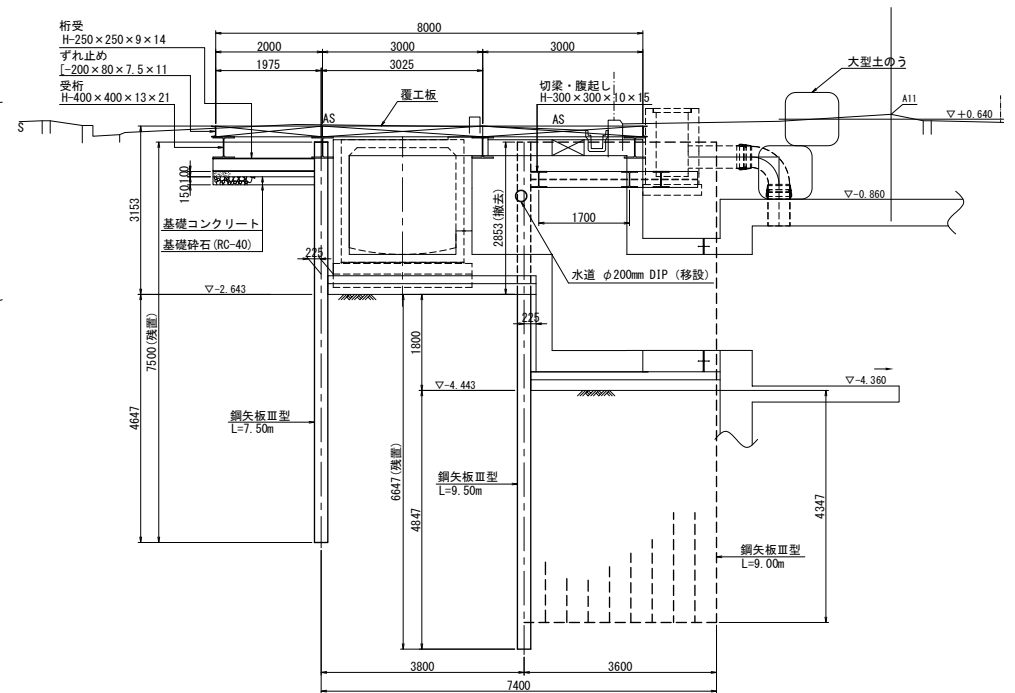 桁受
H-250×250×9×14
ずれ止め
[-200×80×7.5×11
受桁
H-400×400×13×21
8000
2000
3000
3000
1975
3025
覆工板
切梁・腹起し
H-300×300×10×15
大型土のう
A11
▽+0.640
S
AS
AS
150
100
3153
2853(撤去)
1700
▽-0.860
基礎コンクリート
基礎砕石(RC-40)
225
水道 φ200mm DIP (移設)
▽-2.643
225
7500(残置)
1800
▽-4.443
▽-4.360
4647
鋼矢板Ⅲ型
L=7.50m
6647(残置)
4847
鋼矢板Ⅲ型
L=9.50m
4347
鋼矢板Ⅲ型
L=9.00m
3800
3600
7400